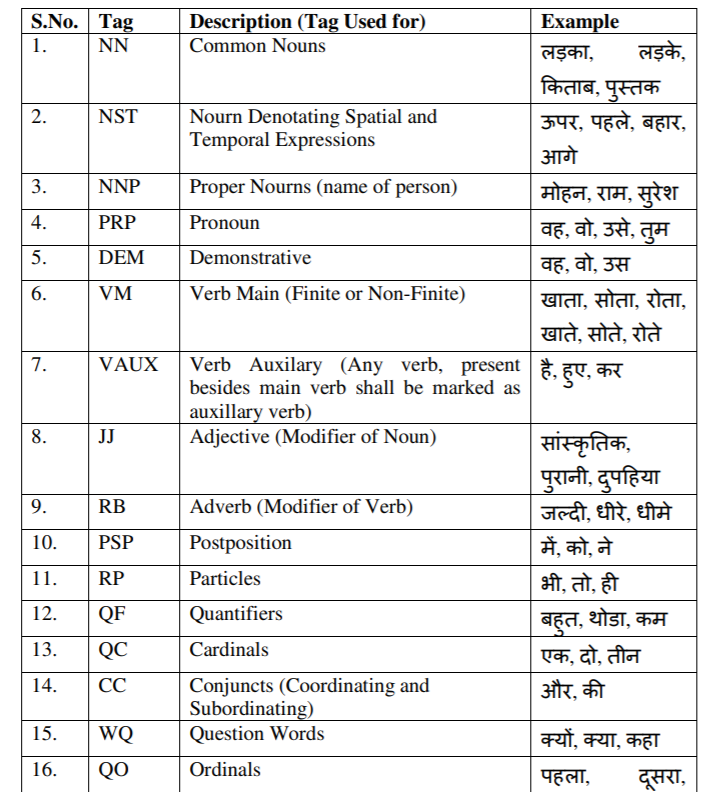 S.No. Tag Description (Tag Used for) Example
1. NN Common Nouns लड़का, लड़के,
किताब, पुस्तक
2. NST Nourn Denotating Spatial and ऊपर, पहले, बहार,
Temporal Expressions आगे
3. NNP Proper Nourns (name of person) मोहन, राम, सुरेश
4. PRP Pronoun वह, वो, उसे, तुम
5. DEM Demonstrative वह, वो, उस
6. VM Verb Main (Finite or Non-Finite) खाता, सोता, रोता,
खाते, सोते, रोते
7. VAUX Verb Auxilary (Any verb, present है, हुए, कर
besides main verb shall be marked as
auxillary verb)
8. JJ Adjective (Modifier of Noun) सांस्कृतिक,
पुरानी, दुपहिया
9. RB Adverb (Modifier of Verb) जल्दी, धीरे, धीमे
10. PSP Postposition में, को, ने
11. RP Particles भी, तो, ही
12. QF Quantifiers बहुत, थोडा, कम
13. QC Cardinals एक, दो, तीन
14. CC Conjuncts (Coordinating and और, की
Subordinating)
15. WQ Question Words क्यों, क्या, कहा
16. QO Ordinals पहला, दूसरा,